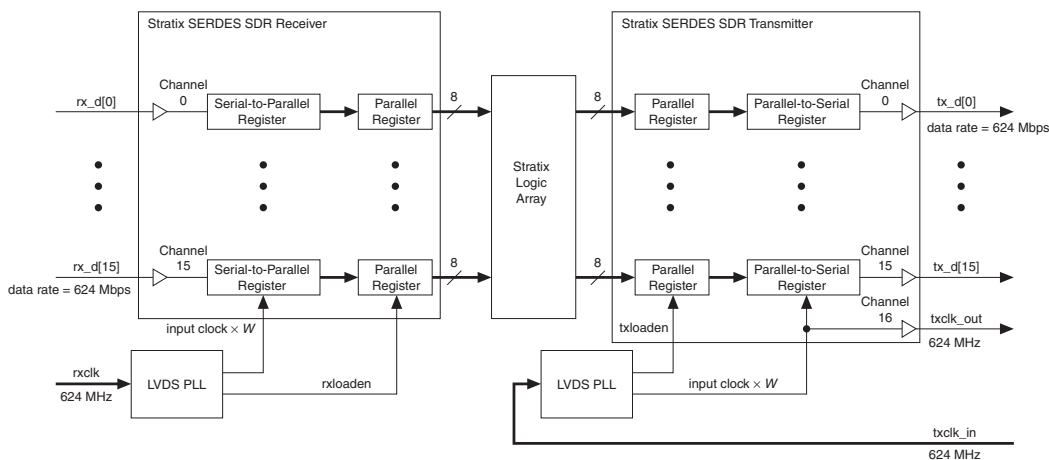 Stratix SERDES SDR Receiver
Stratix SERDES SDR Transmitter
rx_d[0]
Channel
0
Serial-to-Parallel
Register
Parallel
Register
8
8
Parallel
Register
Parallel-to-Serial
Register
Channel
0
tx_d[0]
data rate = 624 Mbps
Stratix
Logic
Array
rx_d[15]
data rate = 624 Mbps
Channel
15
Serial-to-Parallel
Register
Parallel
Register
8
8
Parallel
Register
Parallel-to-Serial
Register
Channel
15
tx_d[15]
Channel
16
txclk_out
624 MHz
input clock × W
txloaden
rxclk
624 MHz
LVDS PLL
rxloaden
LVDS PLL
input clock × W
txclk_in
624 MHz